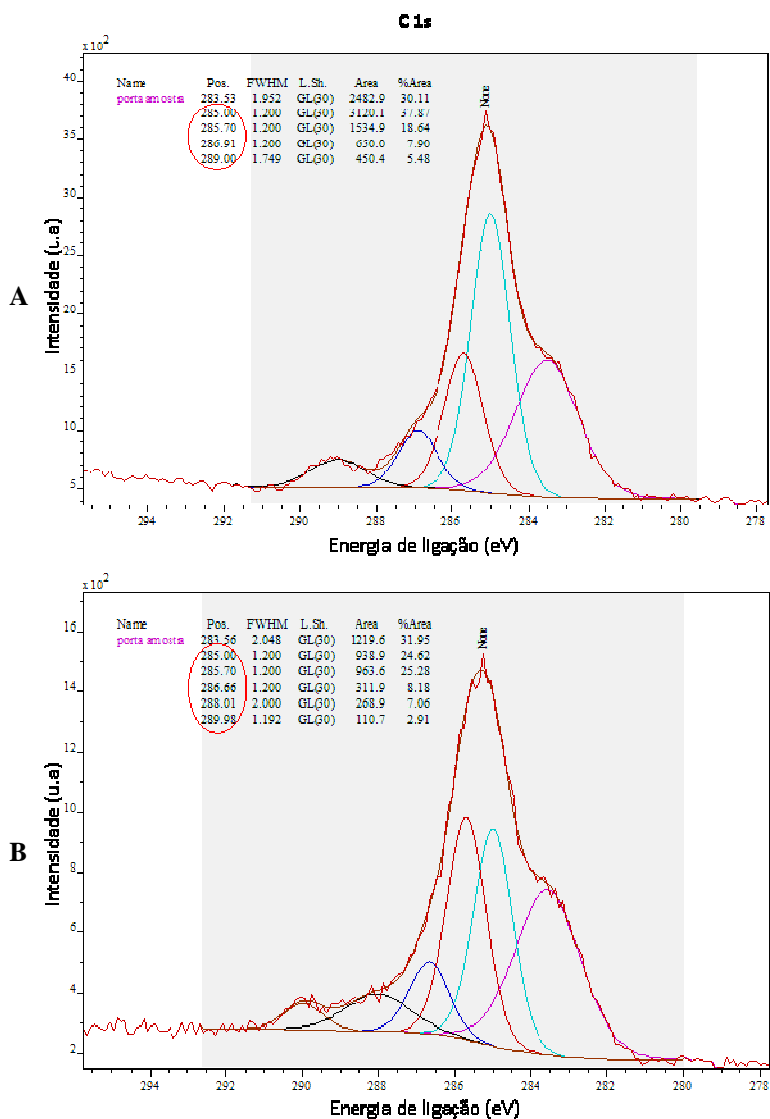 C 1s
x10²
Name Pos. FWHM L.Sh. Area %Area
porta amostra 283.53 1.952 GL(30) 2482.9 30.11
285.00 1.200 GL(30) 3120.1 37.87
285.70 1.200 GL(30) 1534.9 18.64
286.91 1.200 GL(30) 650.0 7.90
289.00 1.749 GL(30) 450.4 5.48
None
40
35
30
25
20
15
10
5
Intensidade (u.a)
A
294 292 290 288 286 284 282 280 278
Energia de ligação (eV)
x10²
Name Pos. FWHM L.Sh. Area %Area
porta amostra 283.56 2.048 GL(30) 1219.6 31.95
285.00 1.200 GL(30) 938.9 24.62
285.70 1.200 GL(30) 963.6 25.28
286.66 1.200 GL(30) 311.9 8.18
288.01 2.000 GL(30) 268.9 7.06
289.98 1.192 GL(30) 110.7 2.91
None
16
14
12
10
8
6
4
2
Intensidade (u.a)
B
294 292 290 288 286 284 282 280 278
Energia de ligação (eV)